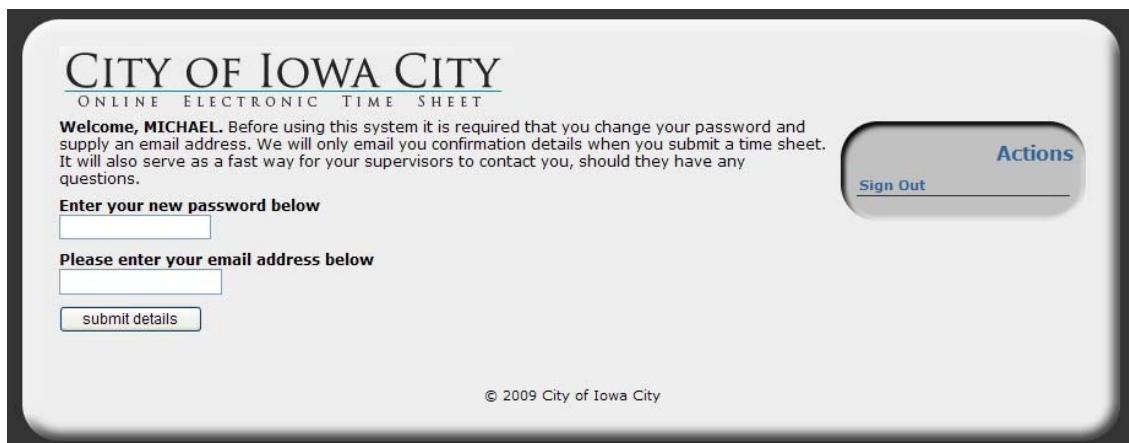 CITY OF IOWA CITY
ONLINE ELECTRONIC TIME SHEET
Welcome, MICHAEL. Before using this system it is required that you change your password and
supply an email address. We will only email you confirmation details when you submit a time sheet.
It will also serve as a fast way for your supervisors to contact you, should they have any
questions.
Enter your new password below
Please enter your email address below
submit details
Actions
Sign Out
© 2009 City of Iowa City